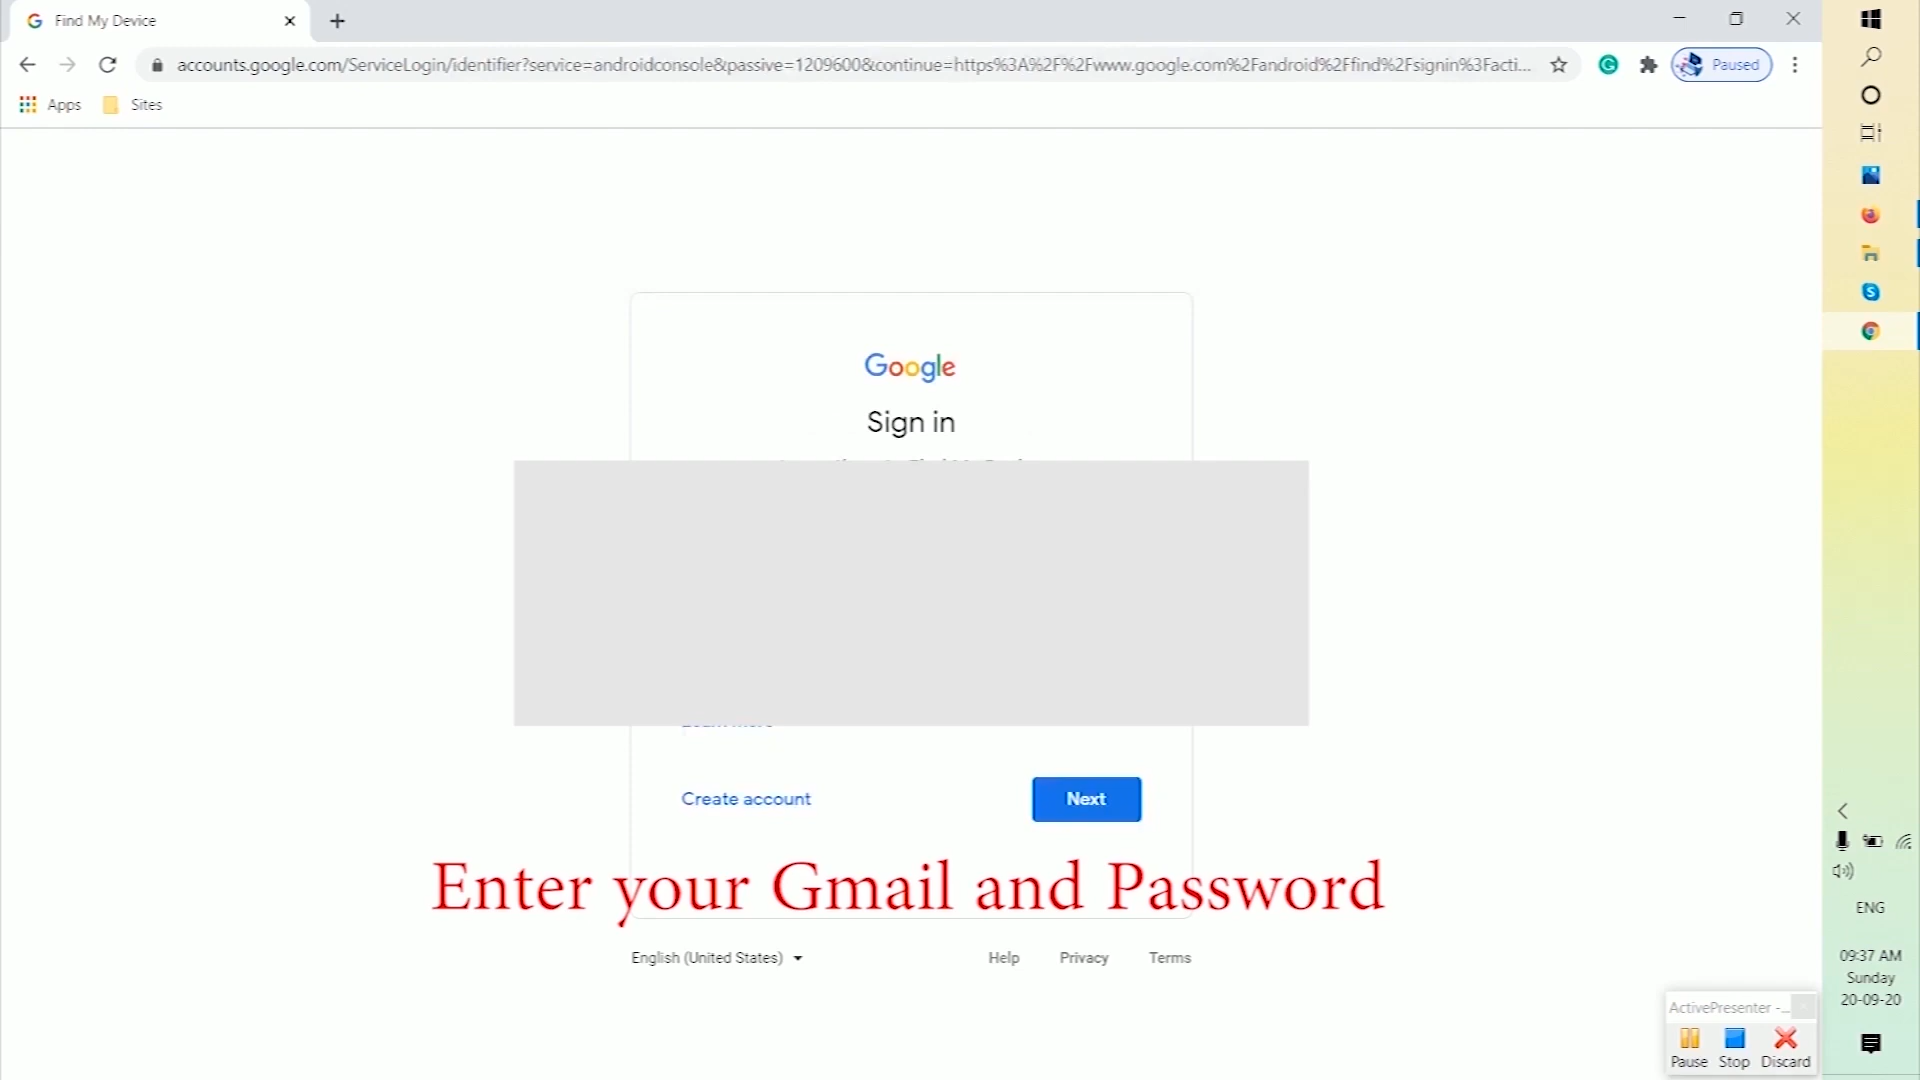 Find My Device
accounts.google.com/ServiceLogin/identifier?service=androidconsole&passive=1209600&continue=https%3A%2F%2Fwww.google.com%2Fandroid%2Ffind%2Fsignin%3Facti...
Paused
Apps
Sites
Google
Sign in
Create account
Next
Enter your Gmail and Password
English (United States)
Help
Privacy
Terms
ENG
09:37 AM
Sunday
20-09-20
ActivePresenter -...
Pause
Stop
Discard